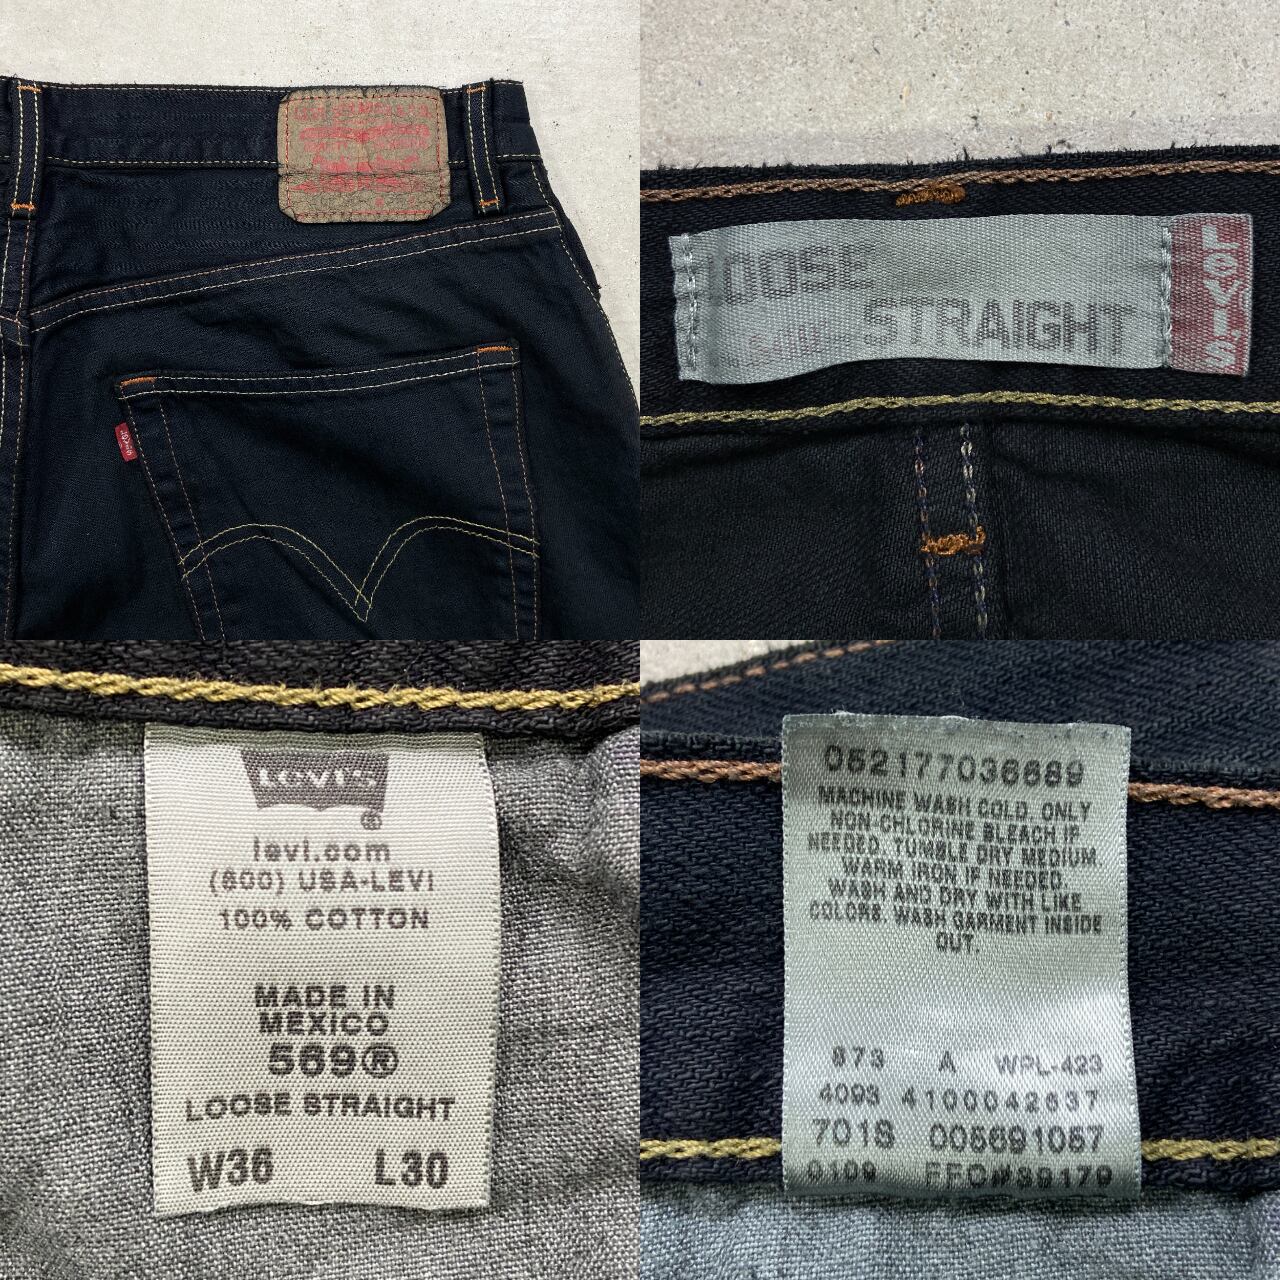 LEVI'S
LOOSE
STRAIGHT
LEVI'S
LEVI'S
®
levi.com
(800) USA-LEVI
100% COTTON
MADE IN
MEXICO
569®
LOOSE STRAIGHT
W36 L30
052177036689
MACHINE WASH COLD. ONLY
NON-CHLORINE BLEACH IF
NEEDED. TUMBLE DRY MEDIUM.
WARM IRON IF NEEDED.
WASH AND DRY WITH LIKE
COLORS. WASH GARMENT INSIDE
OUT.
873 A WPL-423
4093 4100042637
701S 005691057
0109 FFC#39179